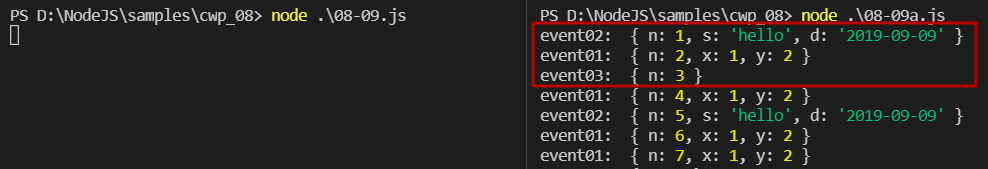 PS D:\NodeJS\samples\cwp_08> node .\08-09.js
PS D:\NodeJS\samples\cwp_08> node .\08-09a.js
event02:  { n: 1, s: 'hello', d: '2019-09-09' }
event01:  { n: 2, x: 1, y: 2 }
event03:  { n: 3 }
event01:  { n: 4, x: 1, y: 2 }
event02:  { n: 5, s: 'hello', d: '2019-09-09' }
event01:  { n: 6, x: 1, y: 2 }
event01:  { n: 7, x: 1, y: 2 }